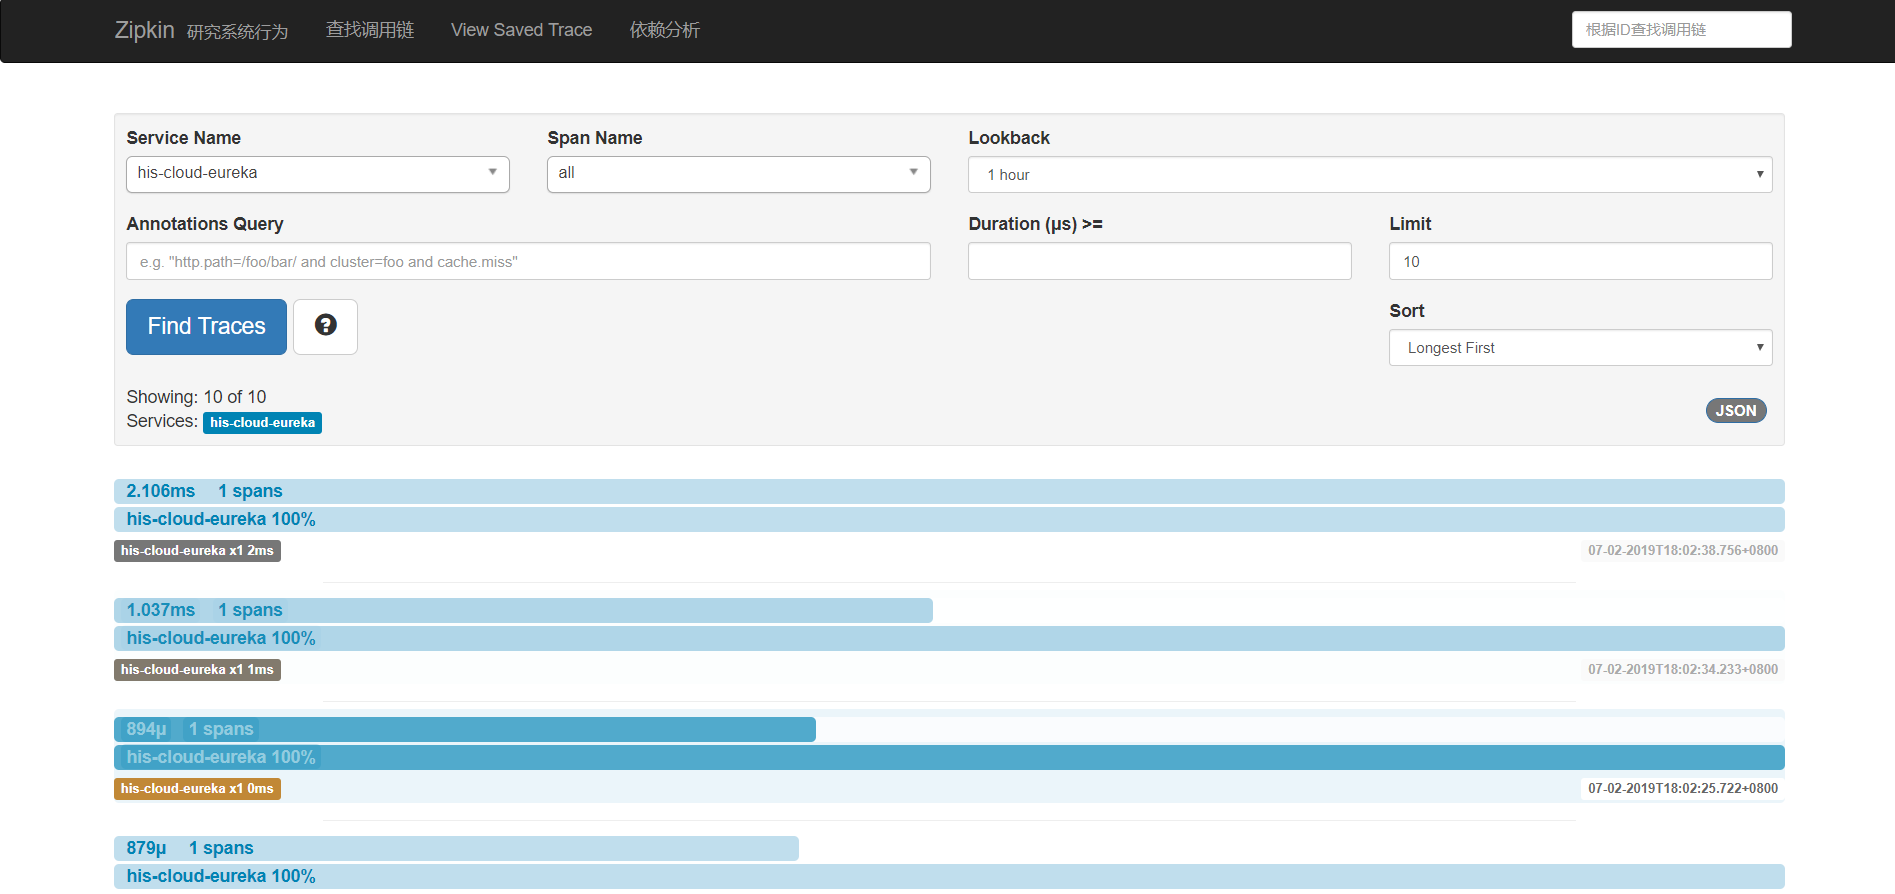 Zipkin 研究系统行为 查找调用链 View Saved Trace 依赖分析 根据ID查找调用链
Service Name Span Name Lookback
his-cloud-eureka all 1 hour
Annotations Query Duration (µs) >= Limit
e.g. "http.path=/foo/bar/ and cluster=foo and cache.miss" 10
Find Traces ?
Sort
Longest First
Showing: 10 of 10
Services: his-cloud-eureka
JSON
2.106ms 1 spans
his-cloud-eureka 100%
his-cloud-eureka x1 2ms 07-02-2019T18:02:38.756+0800
1.037ms 1 spans
his-cloud-eureka 100%
his-cloud-eureka x1 1ms 07-02-2019T18:02:34.233+0800
894µ 1 spans
his-cloud-eureka 100%
his-cloud-eureka x1 0ms 07-02-2019T18:02:25.722+0800
879µ 1 spans
his-cloud-eureka 100%